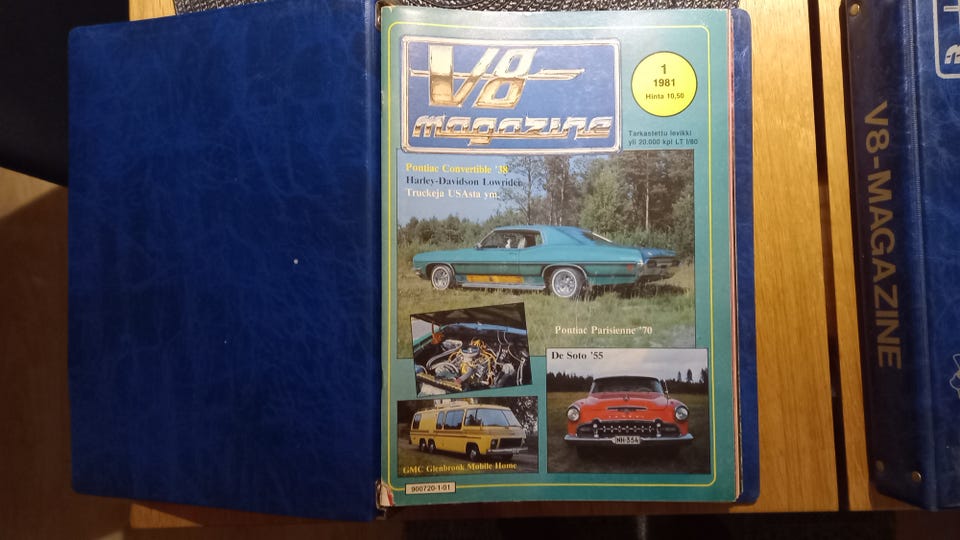 V8
magazine
1
1981
Hinta 10,50
Tarkastettu levikki
yli 20.000 kpl LT I/80
Pontiac Convertible '38
Harley-Davidson Lowrider
Truckeja USAsta ym.
Pontiac Parisienne '70
De Soto '55
NH-354
GMC Glenbrook Mobile Home
900720-1-01
V8-MAGAZINE